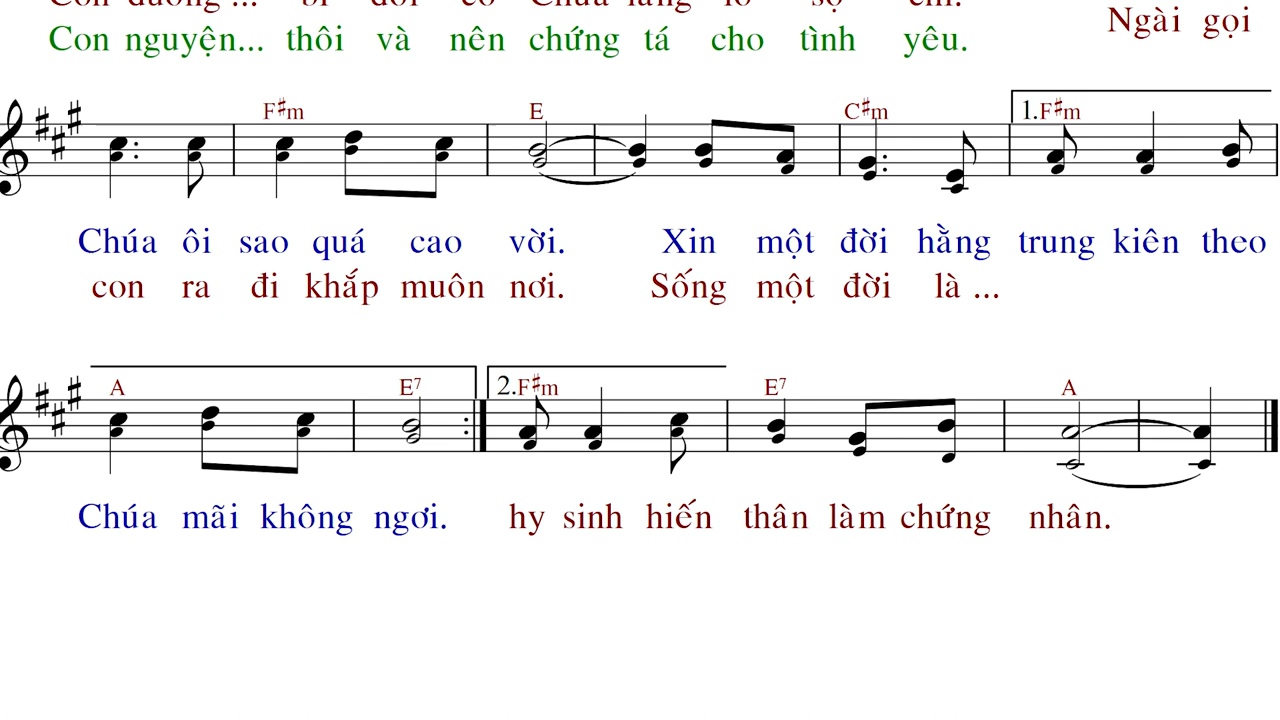 Con nguyện... thôi và nên chứng tá cho tình yêu.
Ngài gọi
F#m E C#m 1.F#m
Chúa ôi sao quá cao vời. Xin một đời hằng trung kiên theo
con ra đi khắp muôn nơi. Sống một đời là ...
A E7 2.F#m E7 A
Chúa mãi không ngơi. hy sinh hiến thân làm chứng nhân.